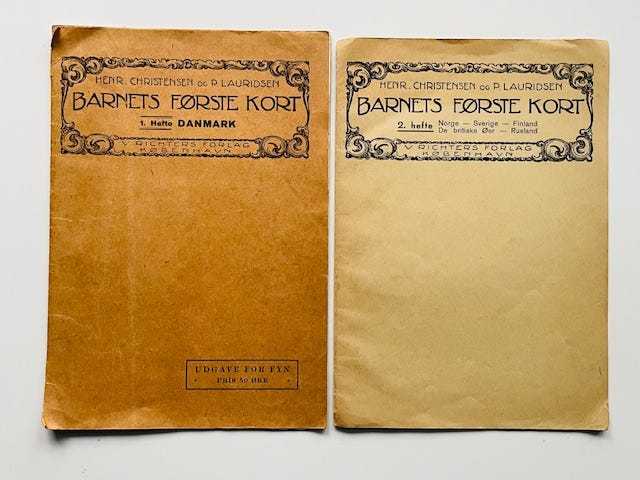 HENR. CHRISTENSEN OG P. LAURIDSEN
BARNETS FØRSTE KORT
1. Hefte DANMARK
V. RICHTERS FORLAG
KØBENHAVN
UDGAVE FOR FYN
PRIS 50 ØRE
HENR. CHRISTENSEN OG P. LAURIDSEN
BARNETS FØRSTE KORT
2. hefte Norge — Sverige — Finland
De britiske Øer — Rusland
V. RICHTERS FORLAG
KØBENHAVN